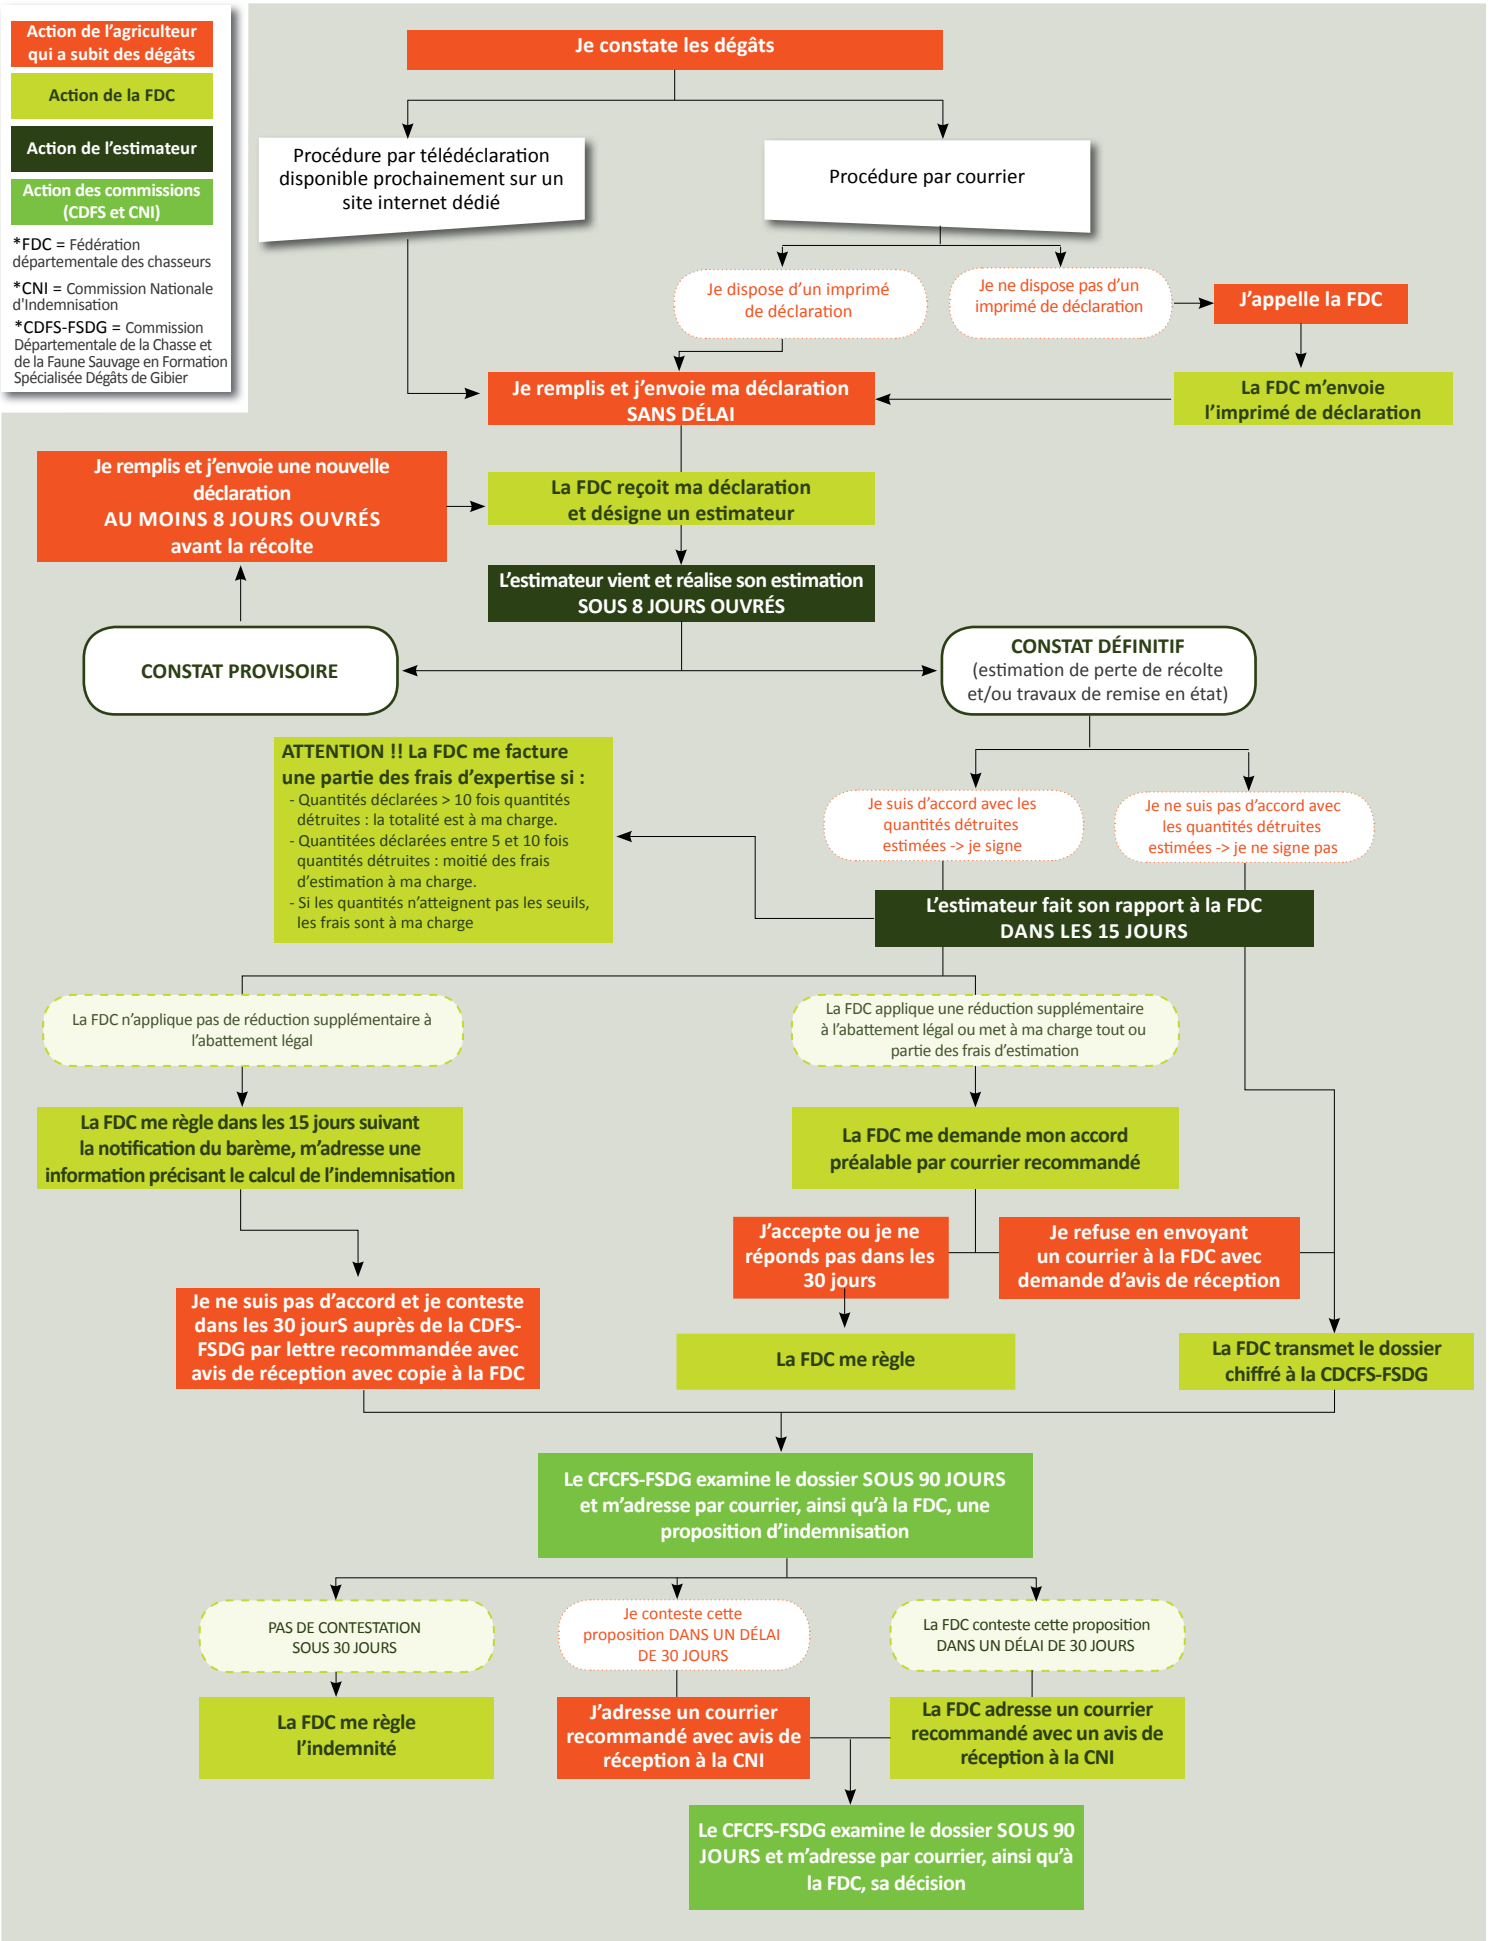 Action de l'agriculteur
qui a subit des dégâts
Action de la FDC
Action de l'estimateur
Action des commissions
(CDFS et CNI)
*FDC = Fédération
départementale des chasseurs
*CNI = Commission Nationale
d'Indemnisation
*CDFS-FSDG = Commission
Départementale de la Chasse et
de la Faune Sauvage en Formation
Spécialisée Dégâts de Gibier
Je constate les dégâts
Procédure par télédéclaration
disponible prochainement sur un
site internet dédié
Procédure par courrier
Je dispose d'un imprimé
de déclaration
Je ne dispose pas d'un
imprimé de déclaration
J'appelle la FDC
Je remplis et j'envoie ma déclaration
SANS DÉLAI
La FDC m'envoie
l'imprimé de déclaration
Je remplis et j'envoie une nouvelle
déclaration
AU MOINS 8 JOURS OUVRÉS
avant la récolte
La FDC reçoit ma déclaration
et désigne un estimateur
L'estimateur vient et réalise son estimation
SOUS 8 JOURS OUVRÉS
CONSTAT PROVISOIRE
CONSTAT DÉFINITIF
(estimation de perte de récolte
et/ou travaux de remise en état)
ATTENTION !! La FDC me facture
une partie des frais d'expertise si :
- Quantités déclarées > 10 fois quantités
détruites : la totalité est à ma charge.
- Quantitées déclarées entre 5 et 10 fois
quantités détruites : moitié des frais
d'estimation à ma charge.
- Si les quantités n'atteignent pas les seuils,
les frais sont à ma charge
Je suis d'accord avec les
quantités détruites
estimées -> je signe
Je ne suis pas d'accord avec
les quantités détruites
estimées -> je ne signe pas
L'estimateur fait son rapport à la FDC
DANS LES 15 JOURS
La FDC n'applique pas de réduction supplémentaire à
l'abattement légal
La FDC applique une réduction supplémentaire
à l'abattement légal ou met à ma charge tout ou
partie des frais d'estimation
La FDC me règle dans les 15 jours suivant
la notification du barème, m'adresse une
information précisant le calcul de l'indemnisation
La FDC me demande mon accord
préalable par courrier recommandé
J'accepte ou je ne
réponds pas dans les
30 jours
Je refuse en envoyant
un courrier à la FDC avec
demande d'avis de réception
Je ne suis pas d'accord et je conteste
dans les 30 jourS auprès de la CDFS-
FSDG par lettre recommandée avec
avis de réception avec copie à la FDC
La FDC me règle
La FDC transmet le dossier
chiffré à la CDCFS-FSDG
Le CFCFS-FSDG examine le dossier SOUS 90 JOURS
et m'adresse par courrier, ainsi qu'à la FDC, une
proposition d'indemnisation
PAS DE CONTESTATION
SOUS 30 JOURS
Je conteste cette
proposition DANS UN DÉLAI
DE 30 JOURS
La FDC conteste cette proposition
DANS UN DÉLAI DE 30 JOURS
La FDC me règle
l'indemnité
J'adresse un courrier
recommandé avec avis de
réception à la CNI
La FDC adresse un courrier
recommandé avec un avis de
réception à la CNI
Le CFCFS-FSDG examine le dossier SOUS 90
JOURS et m'adresse par courrier, ainsi qu'à
la FDC, sa décision